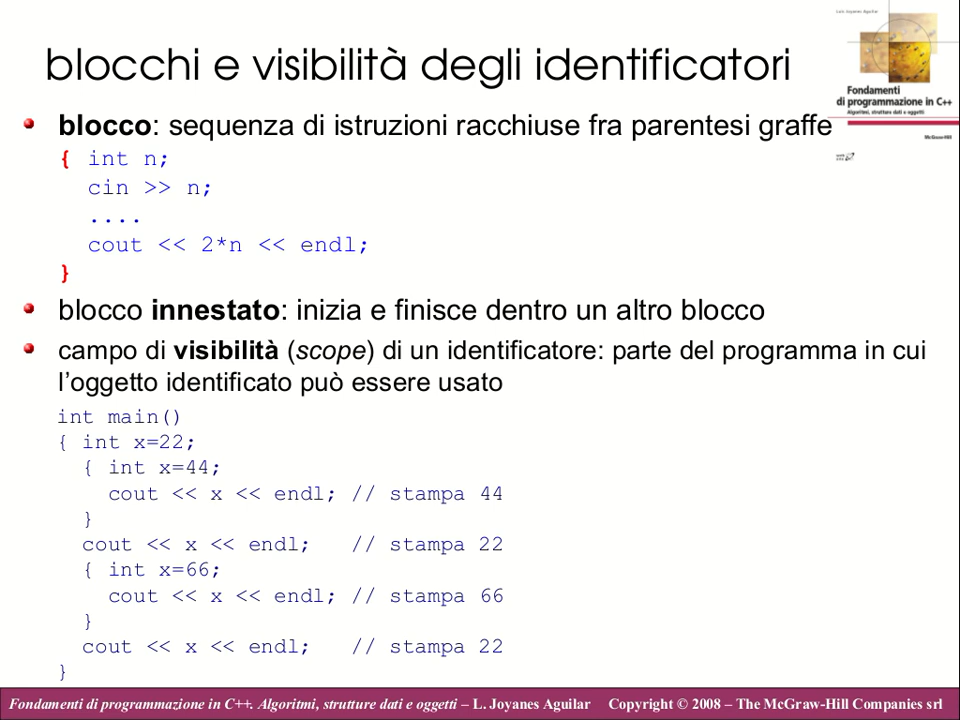 Luis Joyanes Aguilar
blocchi e visibilità degli identificatori
Fondamenti
di programmazione in C++
Algoritmi, strutture dati e oggetti
McGraw-Hill
blocco: sequenza di istruzioni racchiuse fra parentesi graffe
{ int n;
cin >> n;
....
cout << 2*n << endl;
}
blocco innestato: inizia e finisce dentro un altro blocco
campo di visibilità (scope) di un identificatore: parte del programma in cui
l’oggetto identificato può essere usato
int main()
{ int x=22;
{ int x=44;
cout << x << endl; // stampa 44
}
cout << x << endl;   // stampa 22
{ int x=66;
cout << x << endl; // stampa 66
}
cout << x << endl;   // stampa 22
}
Fondamenti di programmazione in C++. Algoritmi, strutture dati e oggetti – L. Joyanes Aguilar Copyright © 2008 – The McGraw-Hill Companies srl